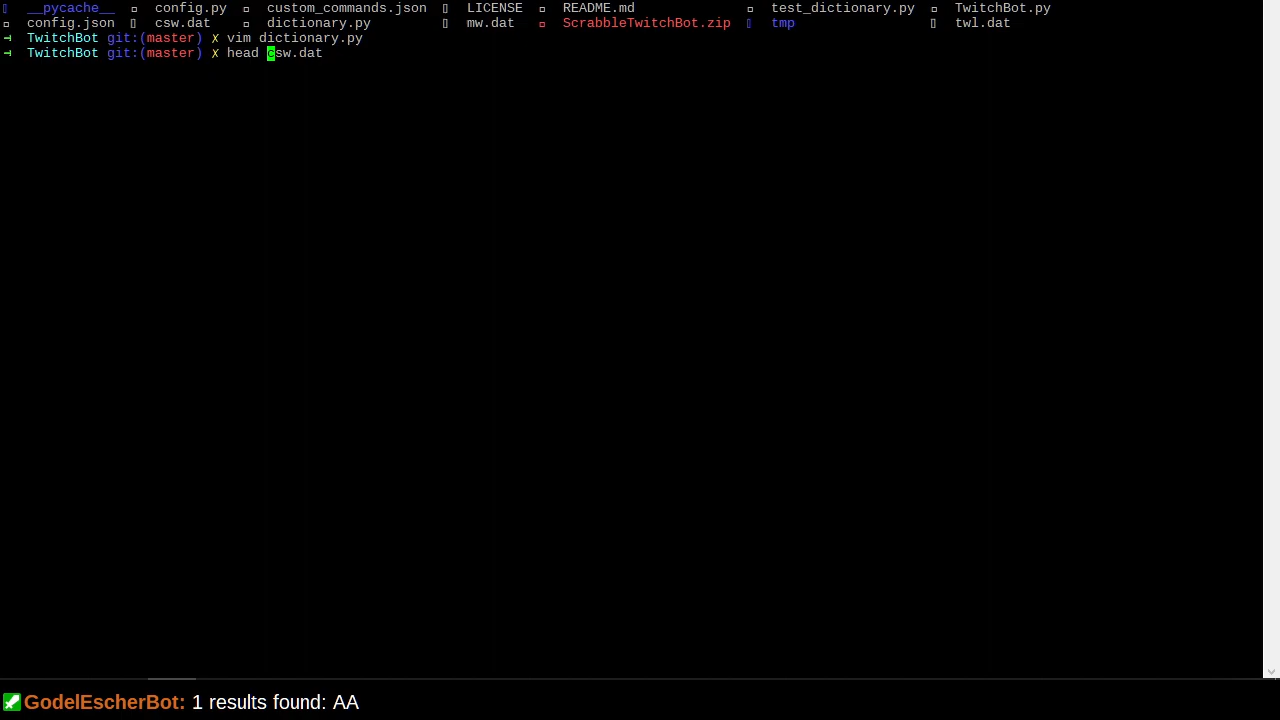 __pycache__ config.py custom_commands.json LICENSE README.md test_dictionary.py TwitchBot.py
config.json csw.dat dictionary.py mw.dat ScrabbleTwitchBot.zip tmp twl.dat
TwitchBot git:(master) ✗ vim dictionary.py
TwitchBot git:(master) ✗ head csw.dat
GodelEscherBot: 1 results found: AA